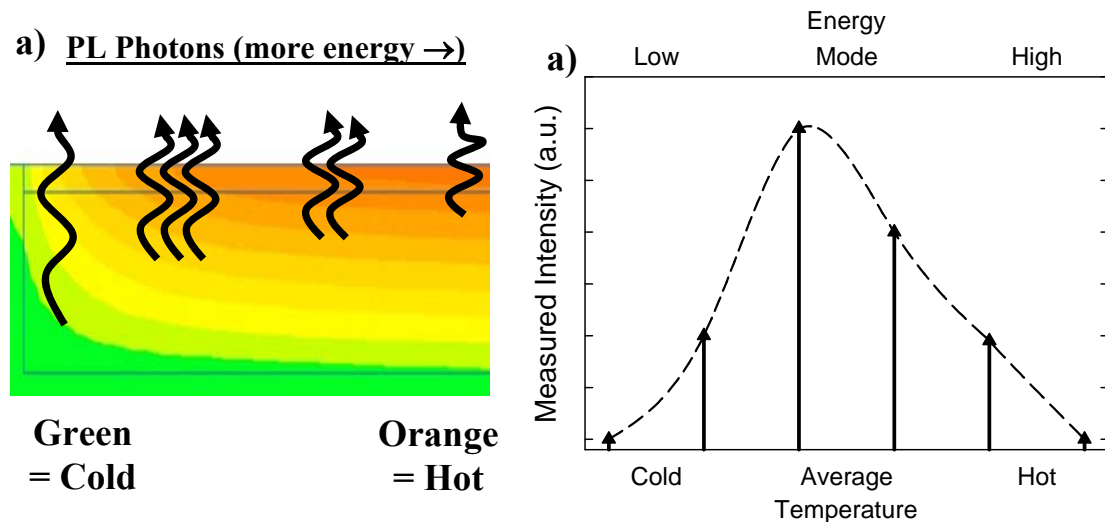 a) PL Photons (more energy →)
Green
= Cold
Orange
= Hot
a)
Energy
Low Mode High
Measured Intensity (a.u.)
Cold Average Hot
Temperature